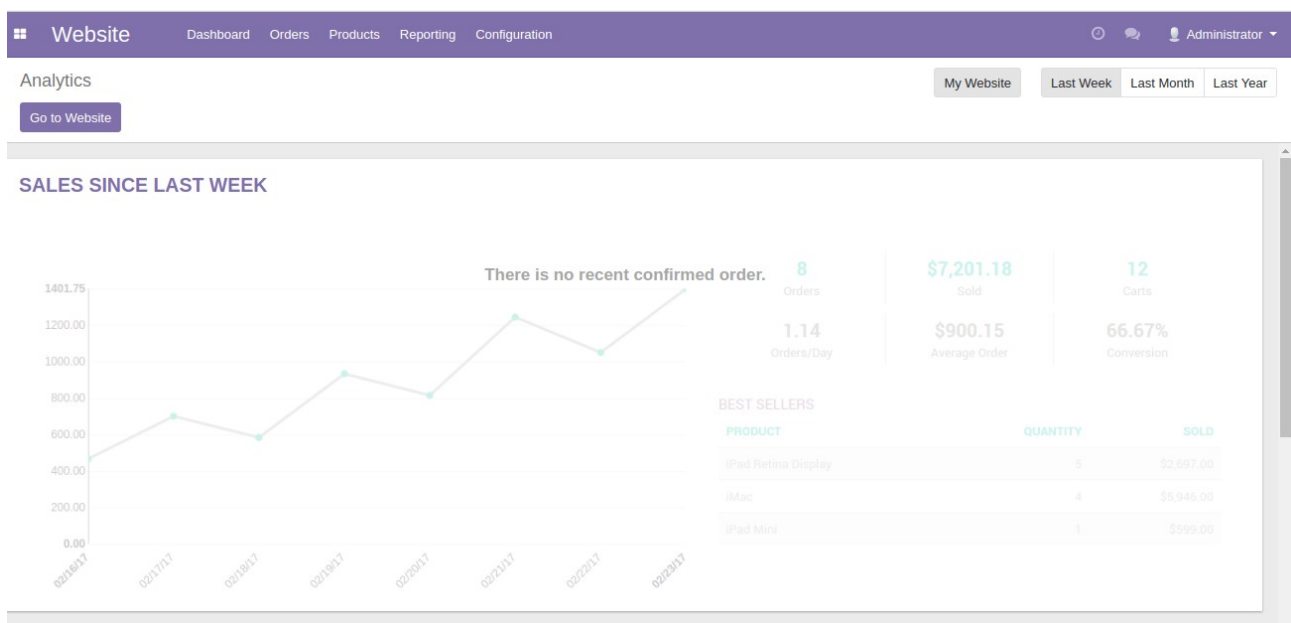 Website Dashboard Orders Products Reporting Configuration Administrator
Analytics
My Website Last Week Last Month Last Year
Go to Website
SALES SINCE LAST WEEK
There is no recent confirmed order.
8 $7,201.18 12
Orders Sold Carts
1.14 $900.15 66.67%
Orders/Day Average Order Conversion
1401.75
1200.00
1000.00
800.00
600.00
400.00
200.00
0.00
02/16/17 02/17/17 02/18/17 02/19/17 02/20/17 02/21/17 02/22/17 02/23/17
BEST SELLERS
PRODUCT QUANTITY SOLD
iPad Retina Display 5 $2,697.00
iMac 4 $5,946.00
iPad Mini 1 $599.00